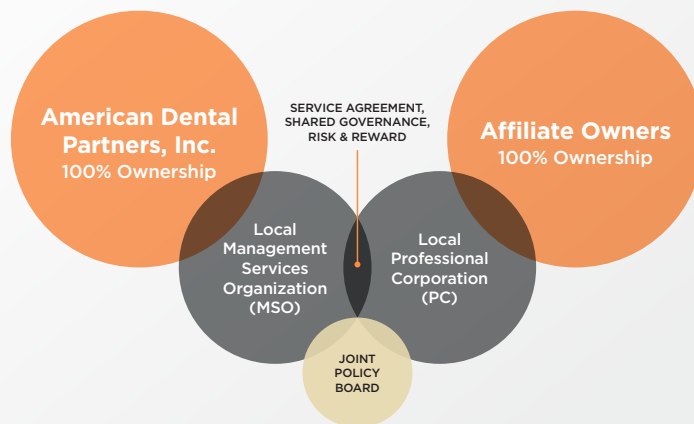 American Dental
Partners, Inc.
100% Ownership
SERVICE AGREEMENT,
SHARED GOVERNANCE,
RISK & REWARD
Affiliate Owners
100% Ownership
Local
Management
Services
Organization
(MSO)
Local
Professional
Corporation
(PC)
JOINT
POLICY
BOARD